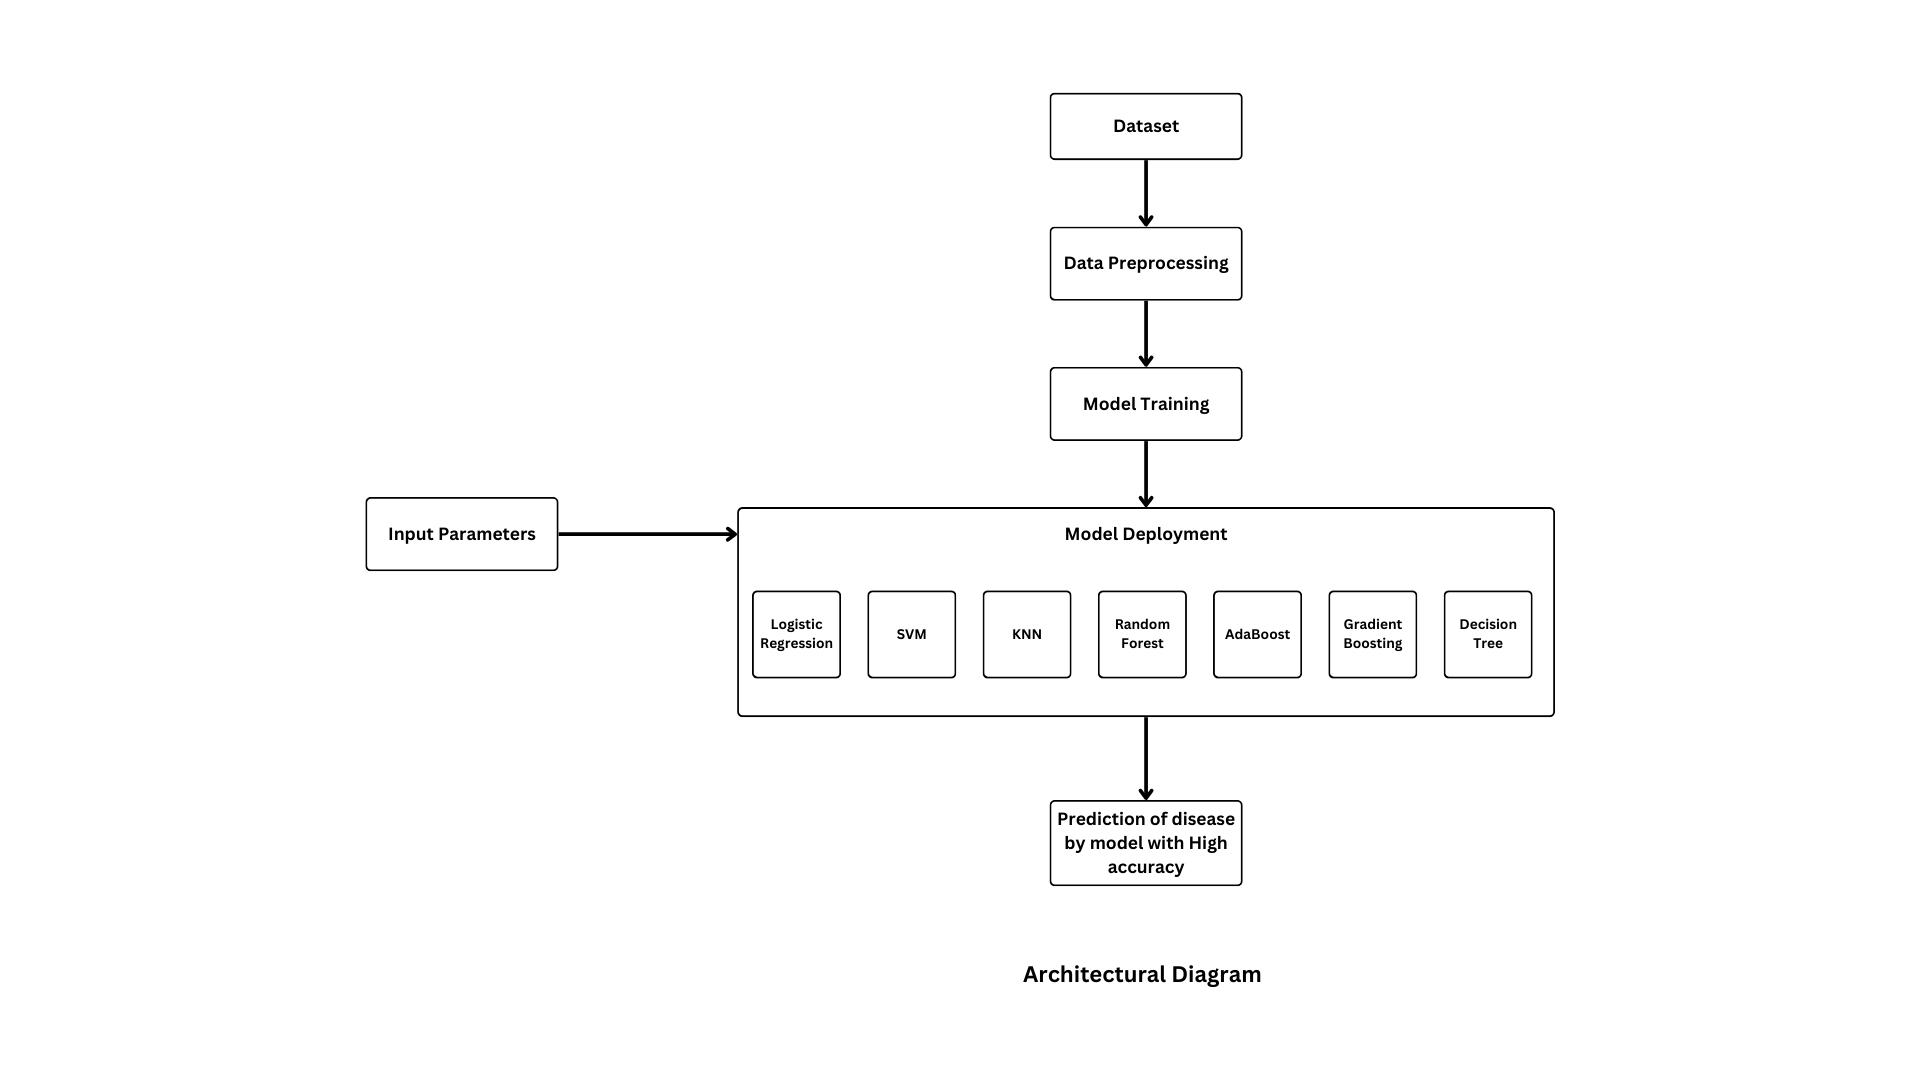 Dataset
Data Preprocessing
Model Training
Input Parameters
Model Deployment
Logistic
Regression
SVM
KNN
Random
Forest
AdaBoost
Gradient
Boosting
Decision
Tree
Prediction of disease
by model with High
accuracy
Architectural Diagram